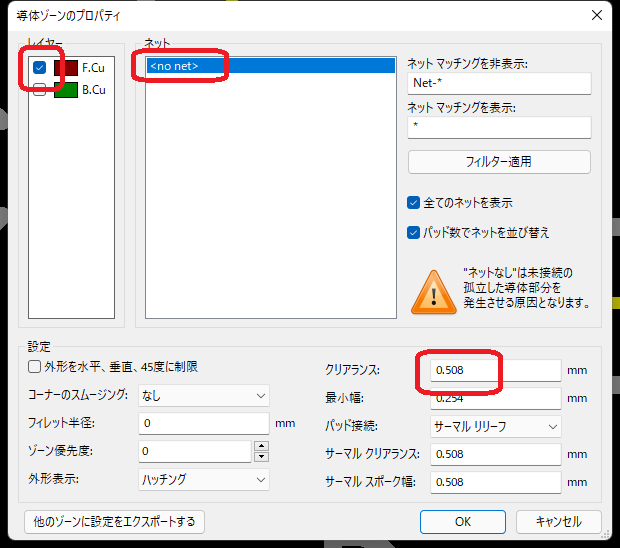 導体ゾーンのプロパティ
レイヤー
F.Cu
B.Cu
ネット
<no net>
ネット マッチングを非表示:
Net-*
ネット マッチングを表示:
*
フィルター適用
全てのネットを表示
パッド数でネットを並び替え
"ネットなし"は未接続の
孤立した導体部分を
発生させる原因となります。
設定
外形を水平、垂直、45度に制限
コーナーのスムージング: なし
フィレット半径: 0 mm
ゾーン優先度: 0
外形表示: ハッチング
クリアランス: 0.508 mm
最小幅: 0.254 mm
パッド接続: サーマル リリーフ
サーマル クリアランス: 0.508 mm
サーマル スポーク幅: 0.508 mm
他のゾーンに設定をエクスポートする
OK
キャンセル